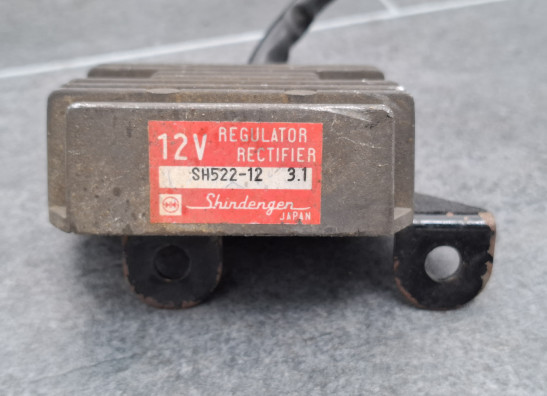 12V REGULATOR
RECTIFIER
SH522-12 3.1
Shindengen
JAPAN